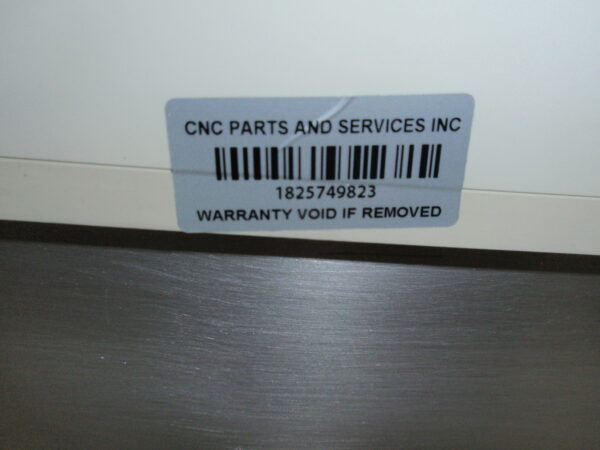 CNC PARTS AND SERVICES INC
1825749823
WARRANTY VOID IF REMOVED